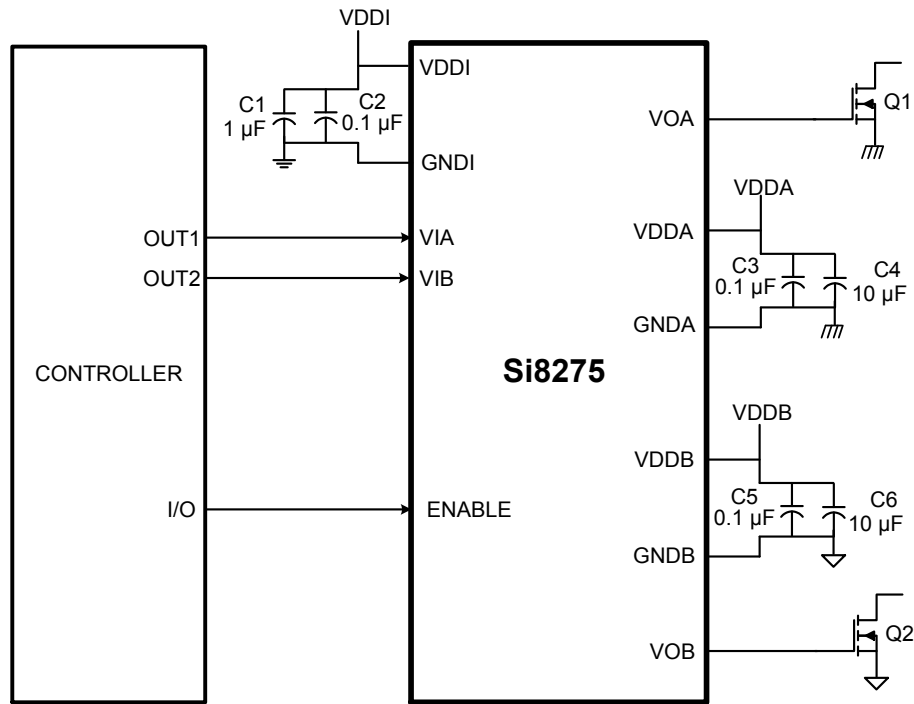 VDDI
VDDI
C1
1 µF
C2
0.1 µF
GNDI
OUT1
VIA
OUT2
VIB
CONTROLLER
I/O
ENABLE
Si8275
VOA
Q1
VDDA
VDDA
C3
0.1 µF
C4
10 µF
GNDA
VDDB
VDDB
C5
0.1 µF
C6
10 µF
GNDB
VOB
Q2